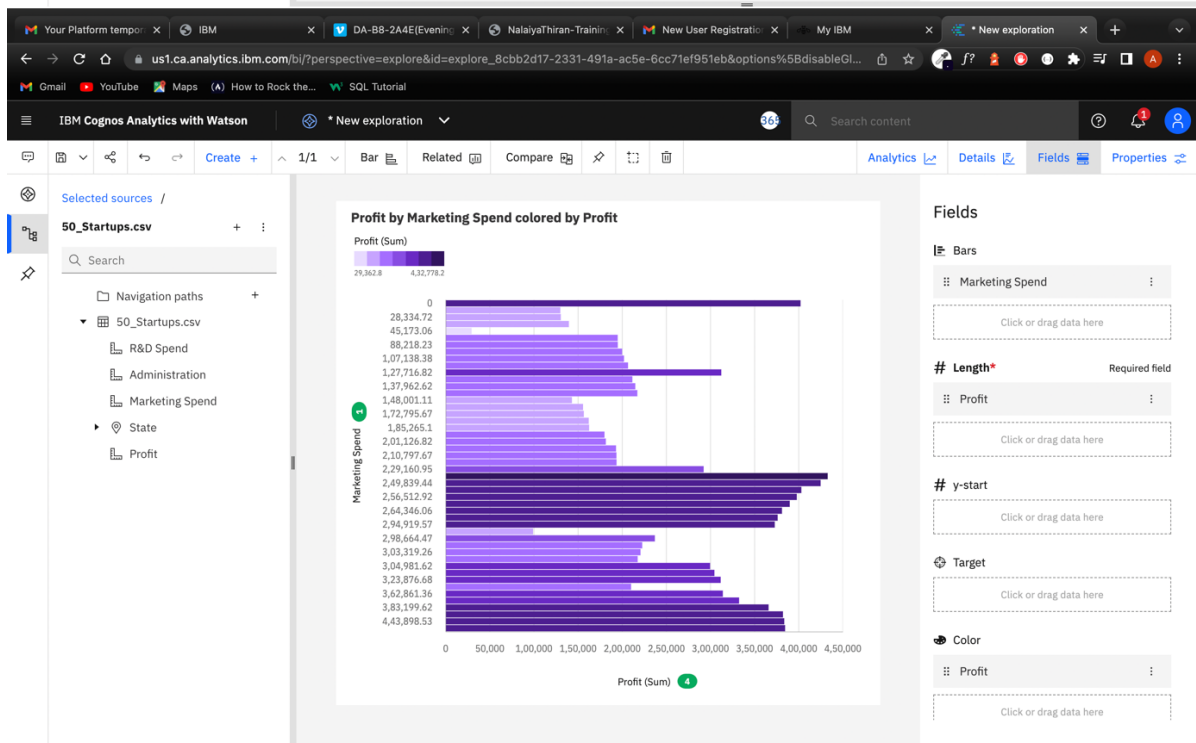 Your Platform tempor
IBM
DA-B8-2A4E(Evening
NalaiyaThiran-Training
New User Registratio
My IBM
* New exploration
us1.ca.analytics.ibm.com/bi/?perspective=explore&id=explore_8cbb2d17-2331-491a-ac5e-6cc71ef951eb&options%5BdisableGl...
f?
A
Gmail
YouTube
Maps
How to Rock the...
SQL Tutorial
IBM Cognos Analytics with Watson
* New exploration
365
Search content
1
Create +
1/1
Bar
Related
Compare
Analytics
Details
Fields
Properties
Selected sources /
50_Startups.csv
Search
Navigation paths
50_Startups.csv
R&D Spend
Administration
Marketing Spend
State
Profit
Profit by Marketing Spend colored by Profit
Profit (Sum)
29,362.8 4,32,778.2
0
28,334.72
45,173.06
88,218.23
1,07,138.38
1,27,716.82
1,37,962.62
1,48,001.11
1,72,795.67
1,85,265.1
2,01,126.82
2,10,797.67
2,29,160.95
2,49,839.44
2,56,512.92
2,64,346.06
2,94,919.57
2,98,664.47
3,03,319.26
3,04,981.62
3,23,876.68
3,62,861.36
3,83,199.62
4,43,898.53
Marketing Spend 1
0 50,000 1,00,000 1,50,000 2,00,000 2,50,000 3,00,000 3,50,000 4,00,000 4,50,000
Profit (Sum) 4
Fields
Bars
Marketing Spend
Click or drag data here
# Length* Required field
Profit
Click or drag data here
# y-start
Click or drag data here
Target
Click or drag data here
Color
Profit
Click or drag data here